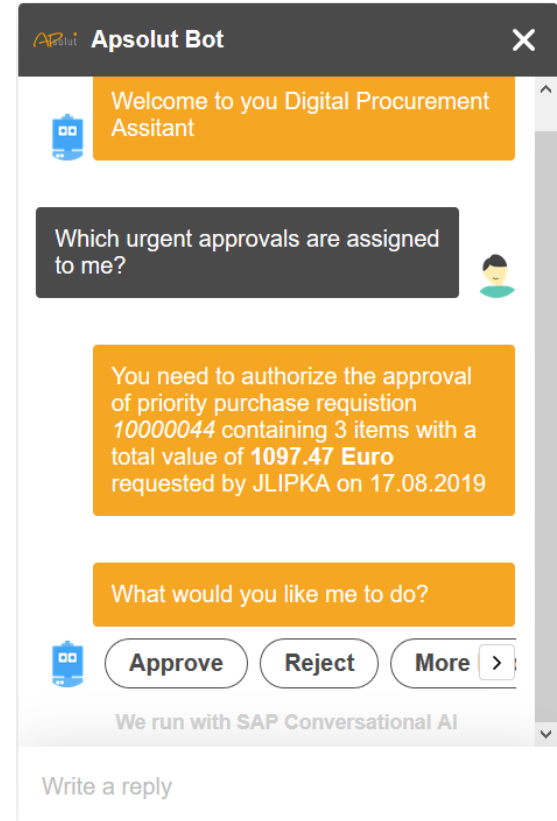 APsolut Apsolut Bot
Welcome to you Digital Procurement
Assitant
Which urgent approvals are assigned
to me?
You need to authorize the approval
of priority purchase requistion
10000044 containing 3 items with a
total value of 1097.47 Euro
requested by JLIPKA on 17.08.2019
What would you like me to do?
Approve Reject More
We run with SAP Conversational AI
Write a reply